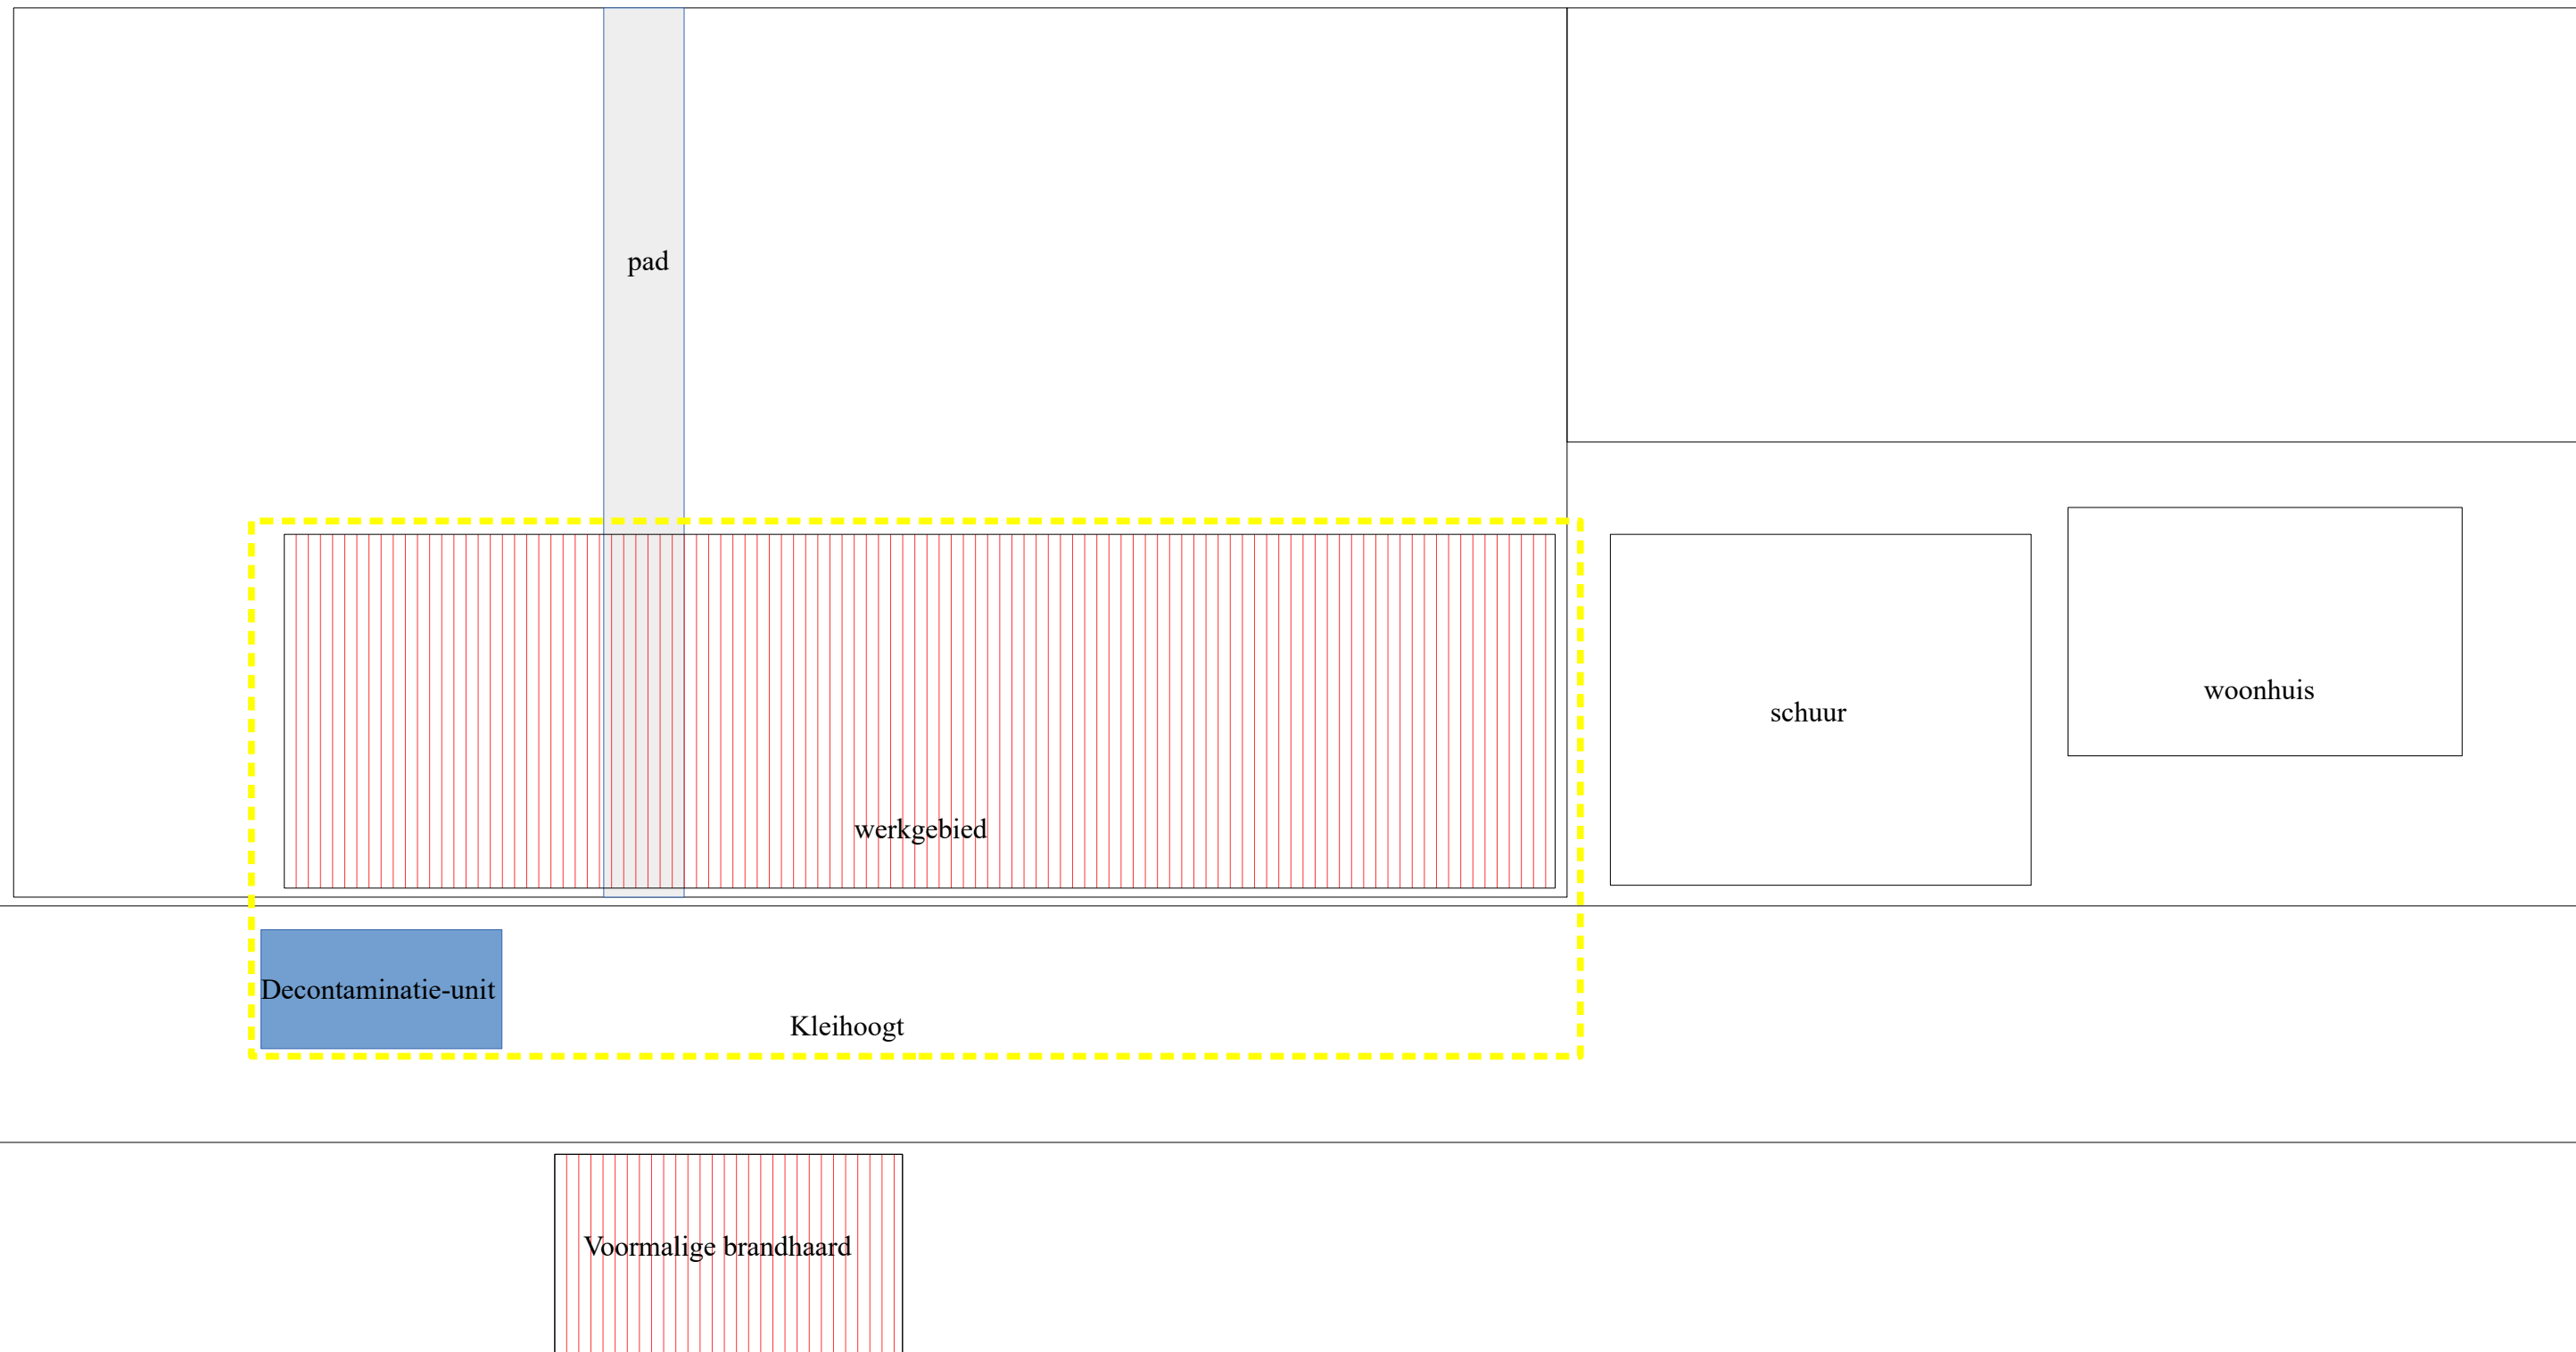 pad
woonhuis
schuur
werkgebied
Decontaminatie-unit
Kleihoogt
Voormalige brandhaard